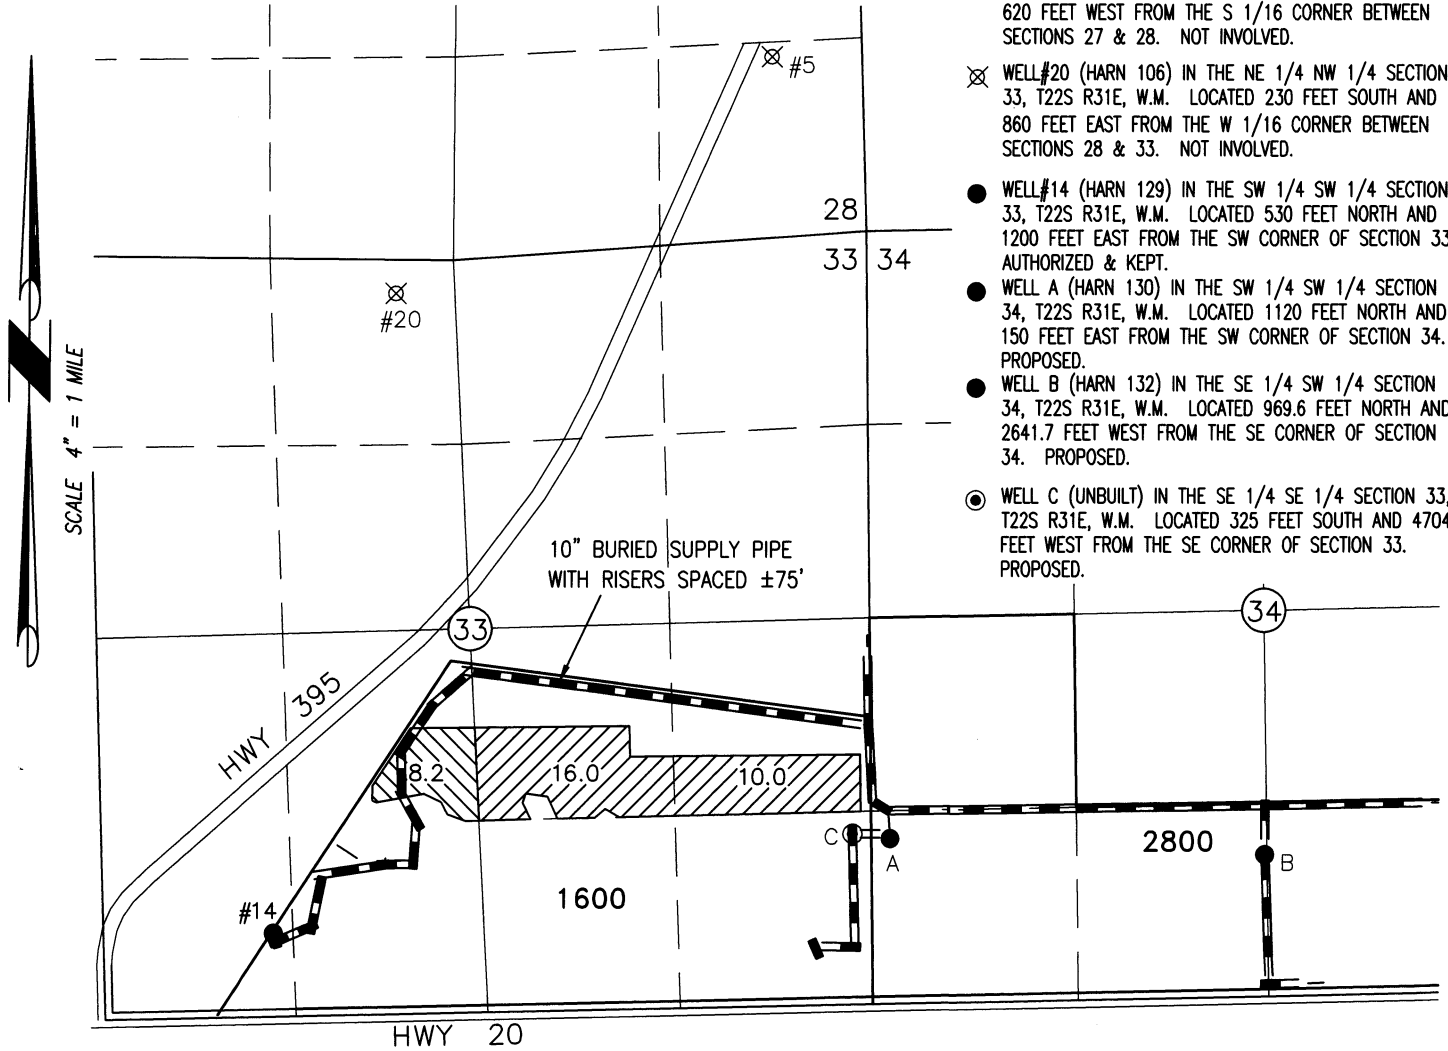 620 FEET WEST FROM THE S 1/16 CORNER BETWEEN
SECTIONS 27 & 28. NOT INVOLVED.
WELL#20 (HARN 106) IN THE NE 1/4 NW 1/4 SECTION
33, T22S R31E, W.M. LOCATED 230 FEET SOUTH AND
860 FEET EAST FROM THE W 1/16 CORNER BETWEEN
SECTIONS 28 & 33. NOT INVOLVED.
WELL#14 (HARN 129) IN THE SW 1/4 SW 1/4 SECTION
33, T22S R31E, W.M. LOCATED 530 FEET NORTH AND
1200 FEET EAST FROM THE SW CORNER OF SECTION 33
AUTHORIZED & KEPT.
WELL A (HARN 130) IN THE SW 1/4 SW 1/4 SECTION
34, T22S R31E, W.M. LOCATED 1120 FEET NORTH AND
150 FEET EAST FROM THE SW CORNER OF SECTION 34.
PROPOSED.
WELL B (HARN 132) IN THE SE 1/4 SW 1/4 SECTION
34, T22S R31E, W.M. LOCATED 969.6 FEET NORTH AND
2641.7 FEET WEST FROM THE SE CORNER OF SECTION
34. PROPOSED.
WELL C (UNBUILT) IN THE SE 1/4 SE 1/4 SECTION 33,
T22S R31E, W.M. LOCATED 325 FEET SOUTH AND 4704
FEET WEST FROM THE SE CORNER OF SECTION 33.
PROPOSED.
#5
28
33 34
#20
N
SCALE 4" = 1 MILE
10" BURIED SUPPLY PIPE
WITH RISERS SPACED ±75'
33
34
HWY 395
8.2
16.0
10.0
C
A
2800
B
1600
#14
HWY 20